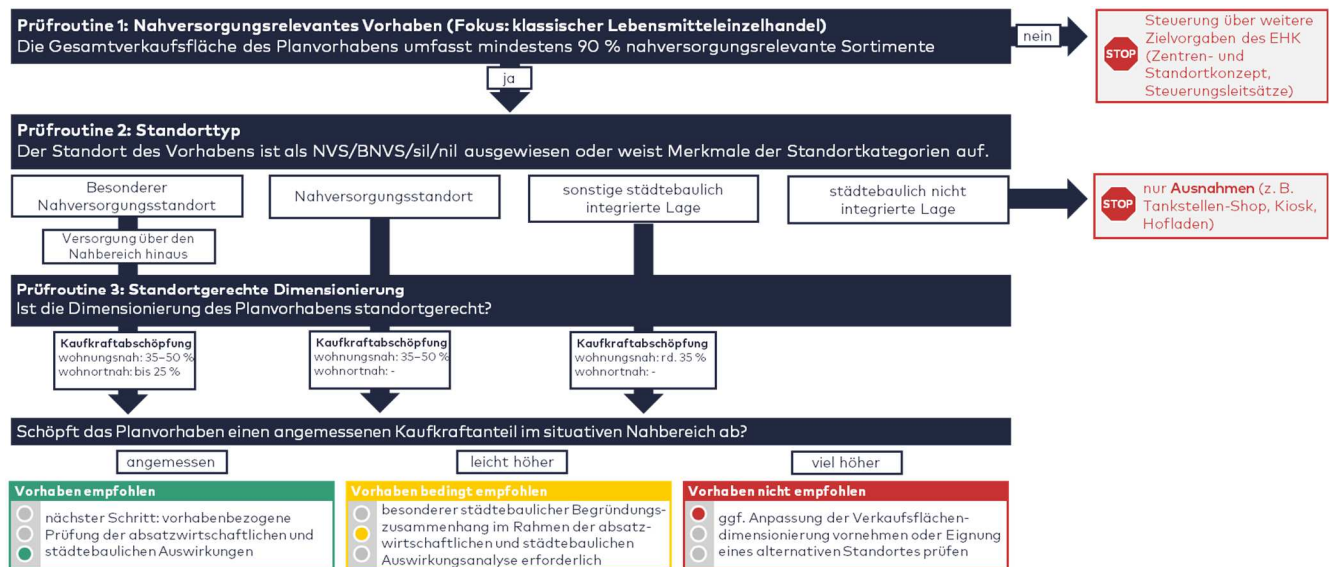 Prüfroutine 1: Nahversorgungsrelevantes Vorhaben (Fokus: klassischer Lebensmitteleinzelhandel)
Die Gesamtverkaufsfläche des Planvorhabens umfasst mindestens 90 % nahversorgungsrelevante Sortimente
nein
STOP
Steuerung über weitere
Zielvorgaben des EHK
(Zentren- und
Standortkonzept,
Steuerungsleitsätze)
ja
Prüfroutine 2: Standorttyp
Der Standort des Vorhabens ist als NVS/BNVS/sil/nil ausgewiesen oder weist Merkmale der Standortkategorien auf.
Besonderer
Nahversorgungsstandort
Nahversorgungsstandort
sonstige städtebaulich
integrierte Lage
städtebaulich nicht
integrierte Lage
STOP
nur Ausnahmen (z. B.
Tankstellen-Shop, Kiosk,
Hofladen)
Versorgung über den
Nahbereich hinaus
Prüfroutine 3: Standortgerechte Dimensionierung
Ist die Dimensionierung des Planvorhabens standortgerecht?
Kaufkraftabschöpfung
wohnungsnah: 35–50 %
wohnortnah: bis 25 %
Kaufkraftabschöpfung
wohnungsnah: 35–50 %
wohnortnah: -
Kaufkraftabschöpfung
wohnungsnah: rd. 35 %
wohnortnah: -
Schöpft das Planvorhaben einen angemessenen Kaufkraftanteil im situativen Nahbereich ab?
angemessen
leicht höher
viel höher
Vorhaben empfohlen
nächster Schritt: vorhabenbezogene
Prüfung der absatzwirtschaftlichen und
städtebaulichen Auswirkungen
Vorhaben bedingt empfohlen
besonderer städtebaulicher Begründungs-
zusammenhang im Rahmen der absatz-
wirtschaftlichen und städtebaulichen
Auswirkungsanalyse erforderlich
Vorhaben nicht empfohlen
ggf. Anpassung der Verkaufsflächen-
dimensionierung vornehmen oder Eignung
eines alternativen Standortes prüfen